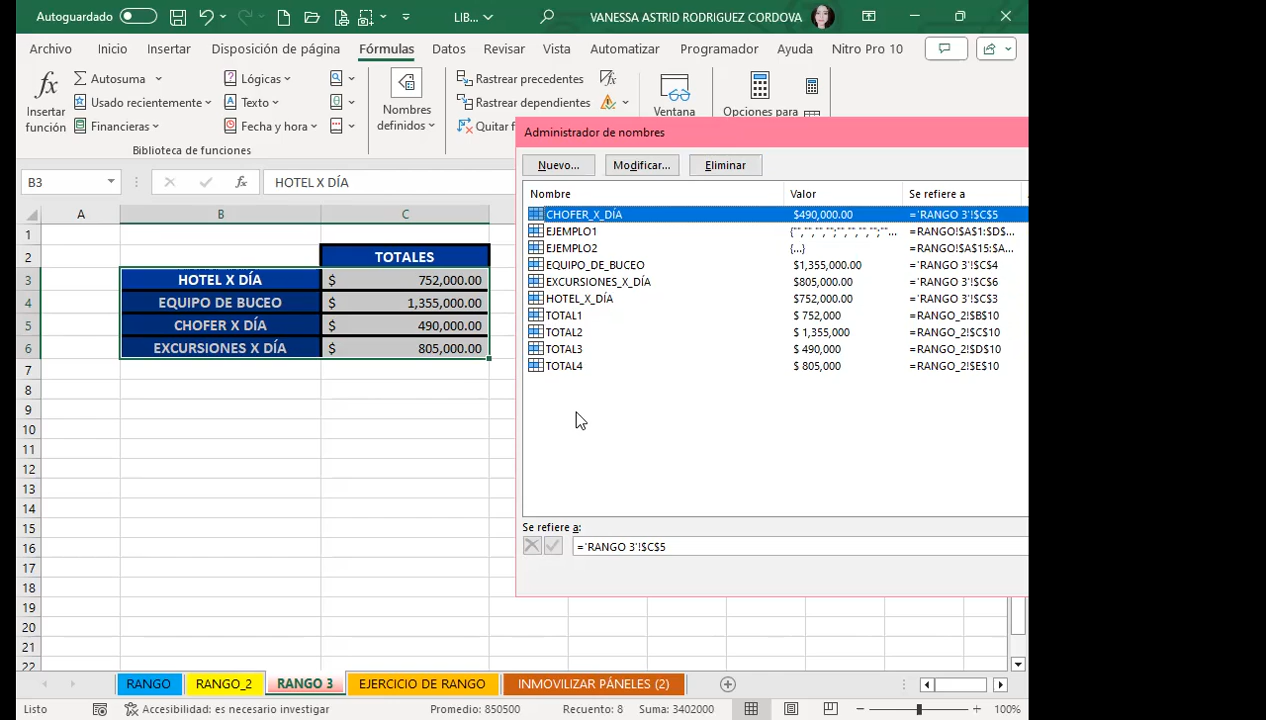 Autoguardado LIB... VANESSA ASTRID RODRIGUEZ CORDOVA
Archivo Inicio Insertar Disposición de página Fórmulas Datos Revisar Vista Automatizar Programador Ayuda Nitro Pro 10
fx Insertar función
Autosuma
Usado recientemente
Financieras
Lógicas
Texto
Fecha y hora
Biblioteca de funciones
Nombres definidos
Rastrear precedentes
Rastrear dependientes
Quitar f
Ventana
Opciones para
B3 fx HOTEL X DÍA
A B C
1
2 TOTALES
3 HOTEL X DÍA $ 752,000.00
4 EQUIPO DE BUCEO $ 1,355,000.00
5 CHOFER X DÍA $ 490,000.00
6 EXCURSIONES X DÍA $ 805,000.00
7
8
9
10
11
12
13
14
15
16
17
18
19
20
21
22
Administrador de nombres
Nuevo... Modificar... Eliminar
Nombre Valor Se refiere a
CHOFER_X_DÍA $490,000.00 ='RANGO 3'!$C$5
EJEMPLO1 {"","","","";"","","","";""... =RANGO!$A$1:$D$...
EJEMPLO2 {...} =RANGO!$A$15:$A...
EQUIPO_DE_BUCEO $1,355,000.00 ='RANGO 3'!$C$4
EXCURSIONES_X_DÍA $805,000.00 ='RANGO 3'!$C$6
HOTEL_X_DÍA $752,000.00 ='RANGO 3'!$C$3
TOTAL1 $ 752,000 =RANGO_2!$B$10
TOTAL2 $ 1,355,000 =RANGO_2!$C$10
TOTAL3 $ 490,000 =RANGO_2!$D$10
TOTAL4 $ 805,000 =RANGO_2!$E$10
Se refiere a:
='RANGO 3'!$C$5
RANGO RANGO_2 RANGO 3 EJERCICIO DE RANGO INMOVILIZAR PÁNELES (2)
Listo Accesibilidad: es necesario investigar Promedio: 850500 Recuento: 8 Suma: 3402000 100%